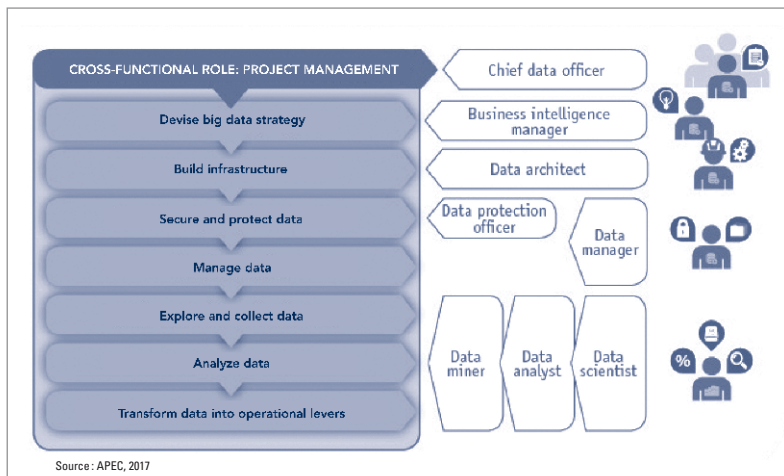 CROSS-FUNCTIONAL ROLE: PROJECT MANAGEMENT
Chief data officer
Devise big data strategy
Business intelligence
manager
Build infrastructure
Data architect
Secure and protect data
Data protection
officer
Data
manager
Manage data
Explore and collect data
Analyze data
Transform data into operational levers
Data
miner
Data
analyst
Data
scientist
%
Source : APEC, 2017